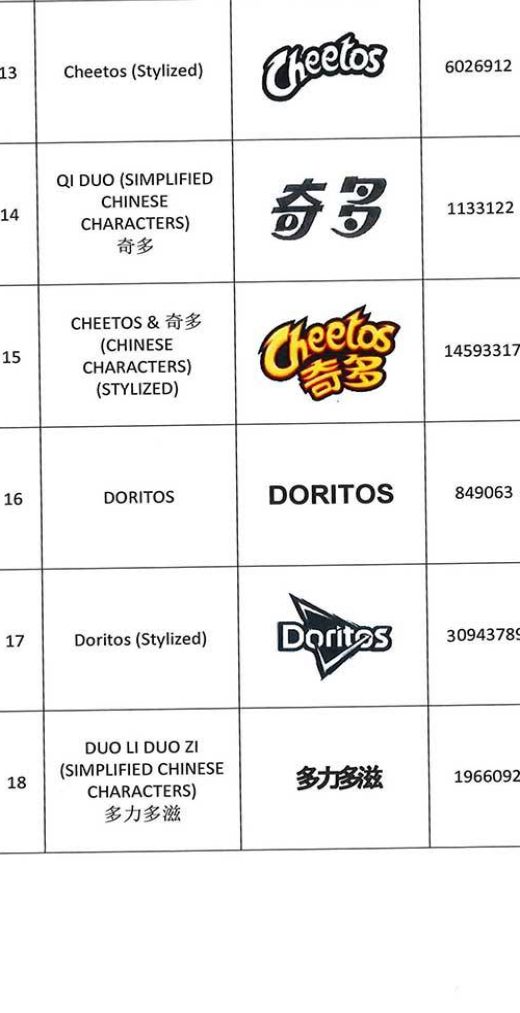 13
Cheetos (Stylized)
Cheetos
6026912
14
QI DUO (SIMPLIFIED
CHINESE
CHARACTERS)
奇多
奇多
1133122
15
CHEETOS & 奇多
(CHINESE
CHARACTERS)
(STYLIZED)
Cheetos
奇多
14593317
16
DORITOS
DORITOS
849063
17
Doritos (Stylized)
Doritos
30943789
18
DUO LI DUO ZI
(SIMPLIFIED CHINESE
CHARACTERS)
多力多滋
多力多滋
1966092